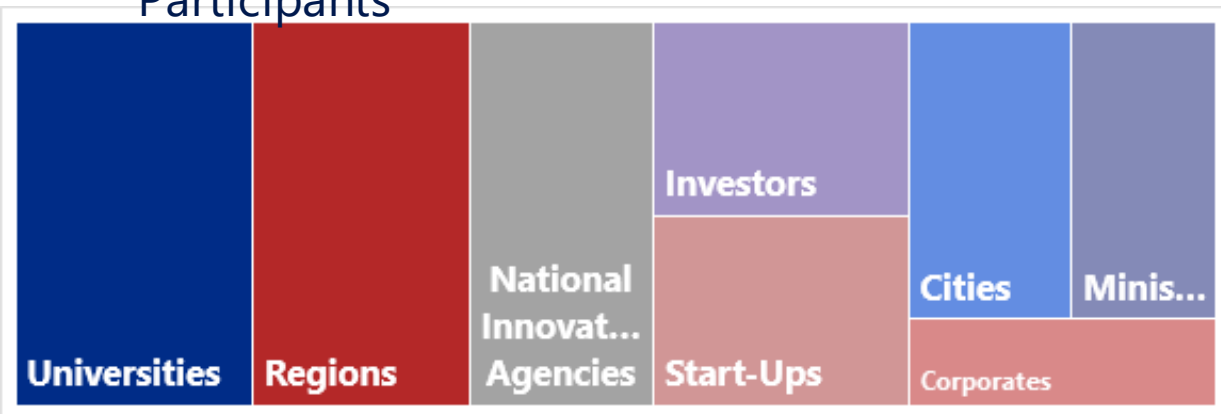 Participants
Universities
Regions
National
Innovat...
Agencies
Investors
Start-Ups
Cities
Minis...
Corporates